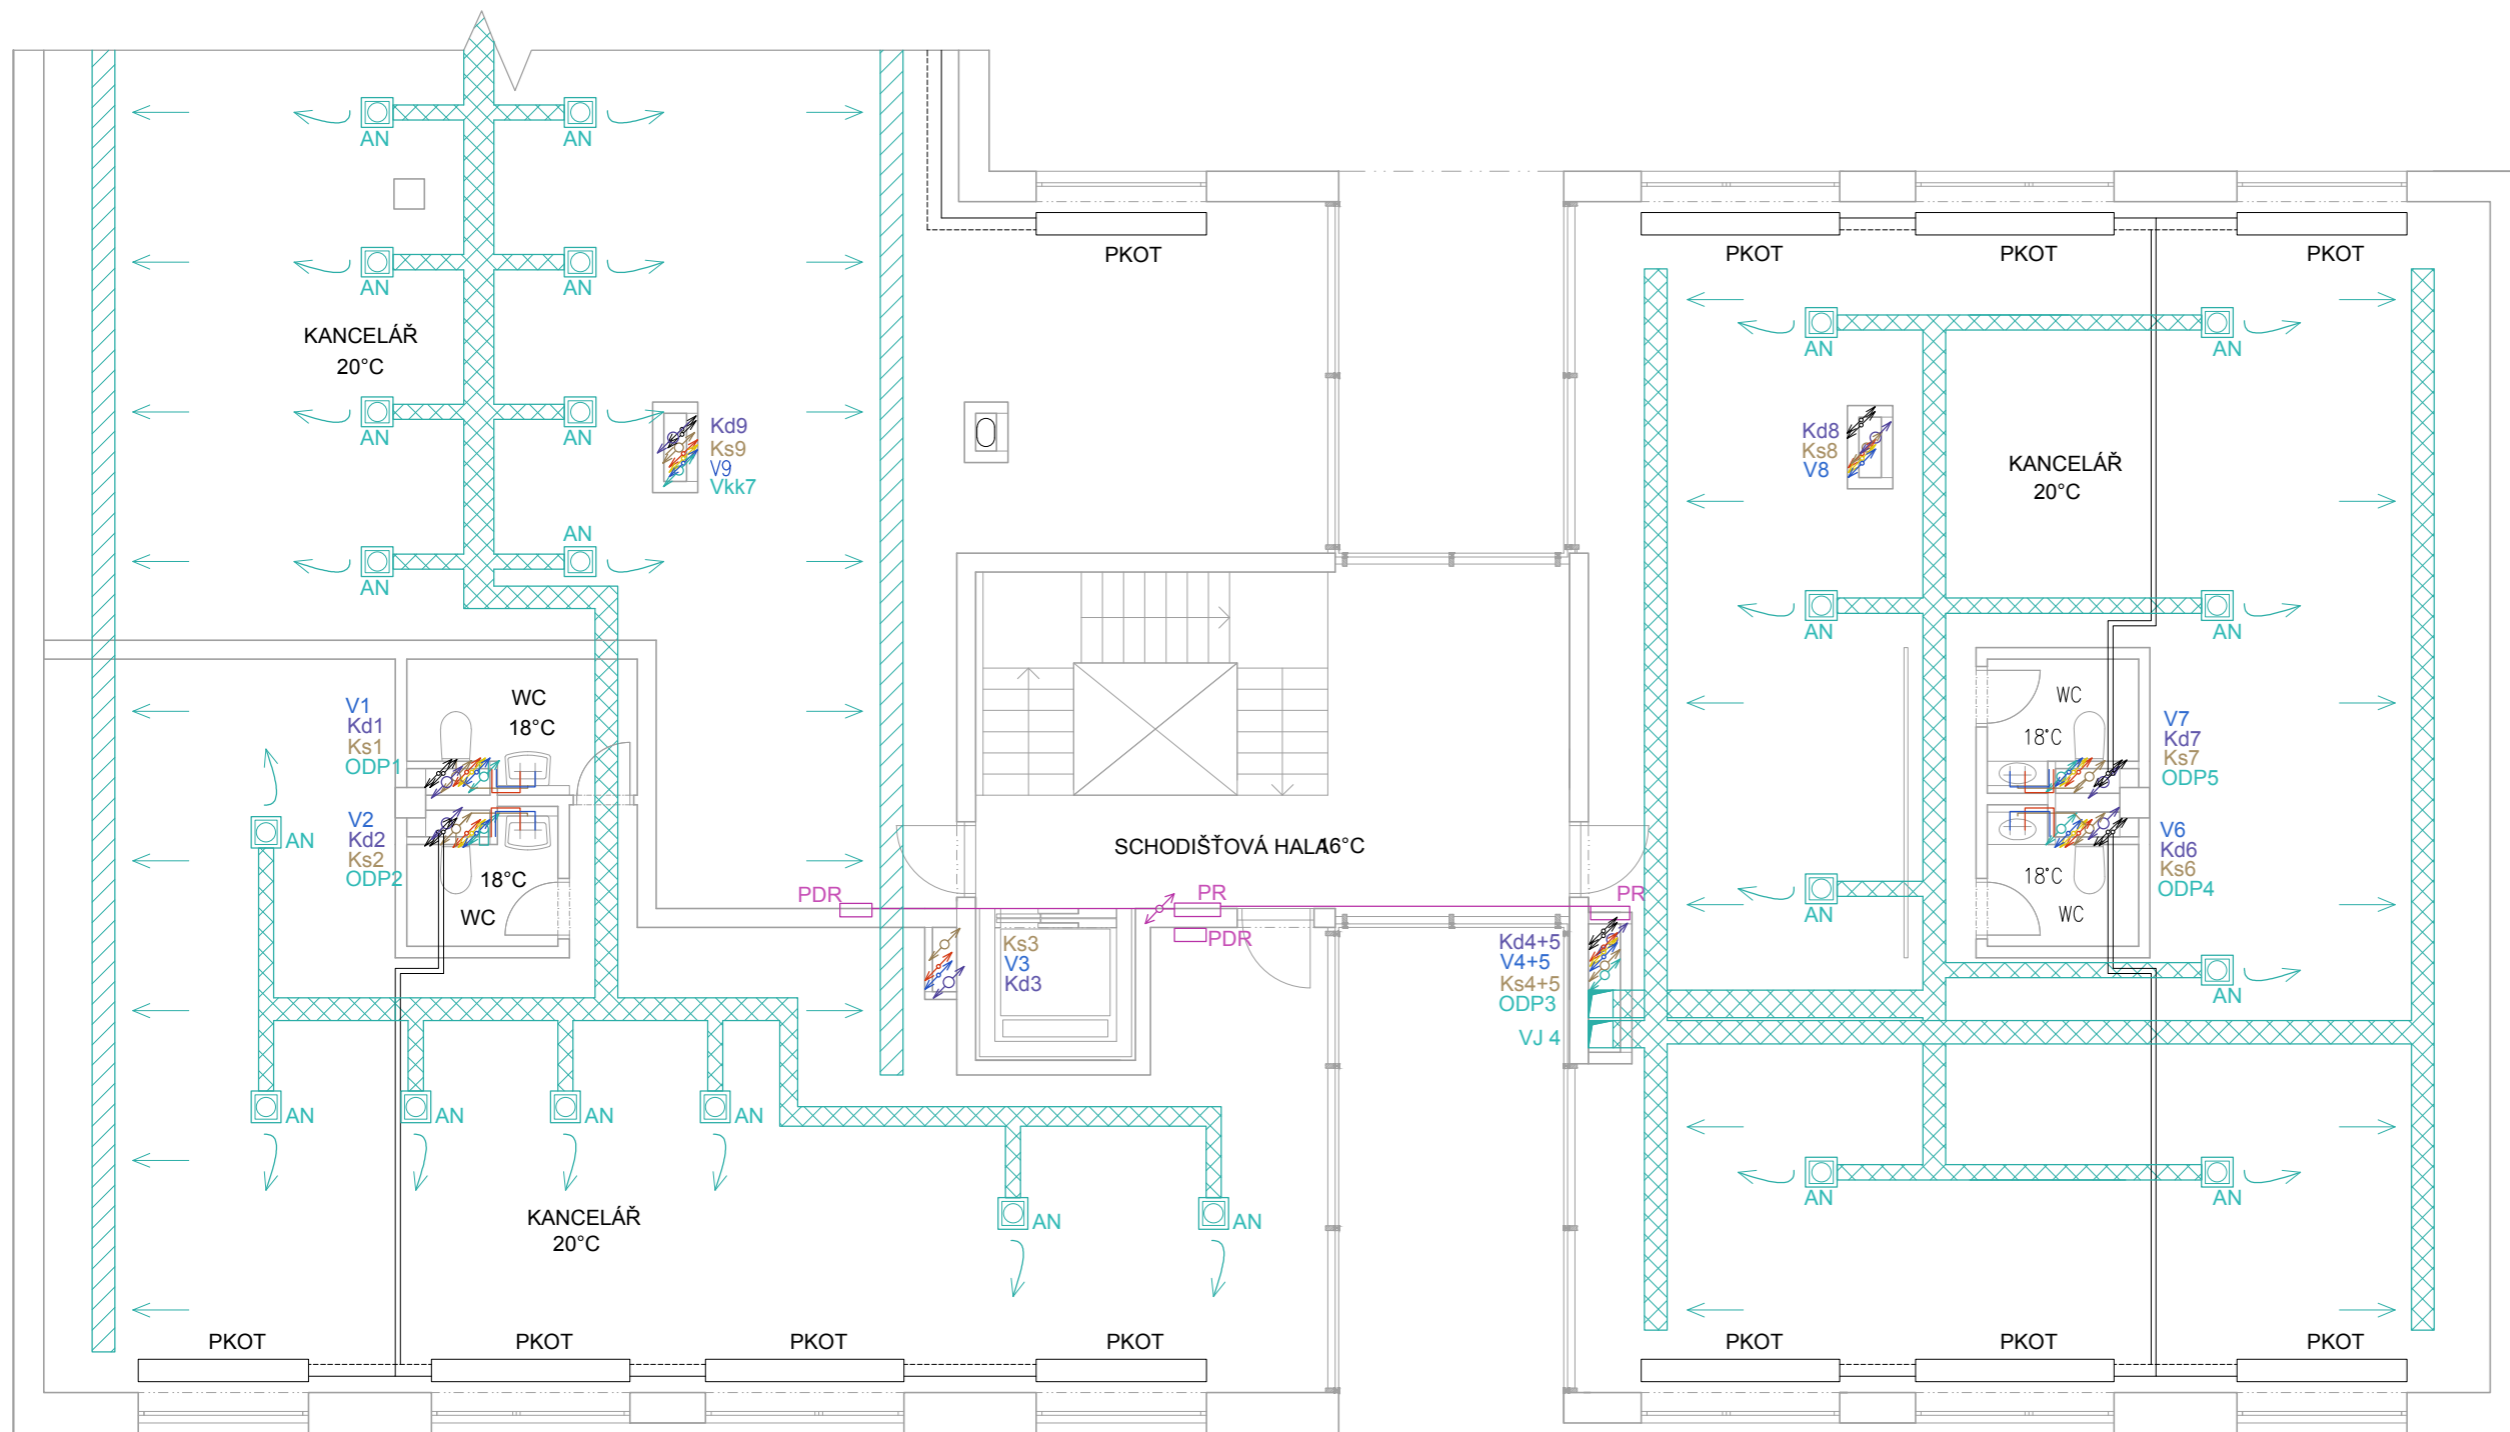 AN
AN
PKOT
PKOT
PKOT
PKOT
AN
AN
KANCELÁŘ
20°C
AN
AN
AN
AN
Kd9
Ks9
V9
Vkk7
Kd8
Ks8
V8
KANCELÁŘ
20°C
AN
AN
AN
AN
V1
Kd1
Ks1
ODP1
WC
18°C
WC
18°C
V7
Kd7
Ks7
ODP5
AN
V2
Kd2
Ks2
ODP2
18°C
WC
SCHODIŠŤOVÁ HALA
16°C
V6
Kd6
Ks6
ODP4
18°C
WC
PDR
PR
PR
PDR
AN
Ks3
V3
Kd3
Kd4+5
V4+5
Ks4+5
ODP3
VJ 4
AN
AN
AN
AN
AN
AN
AN
KANCELÁŘ
20°C
AN
AN
PKOT
PKOT
PKOT
PKOT
PKOT
PKOT
PKOT